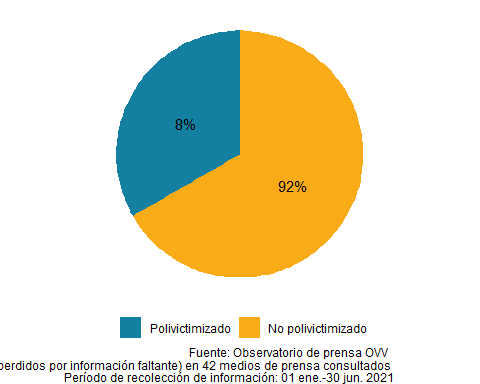 8%
92%
Polivictimizado
No polivictimizado
Fuente: Observatorio de prensa OVV
perdidos por información faltante) en 42 medios de prensa consultados
Período de recolección de información: 01 ene.-30 jun. 2021